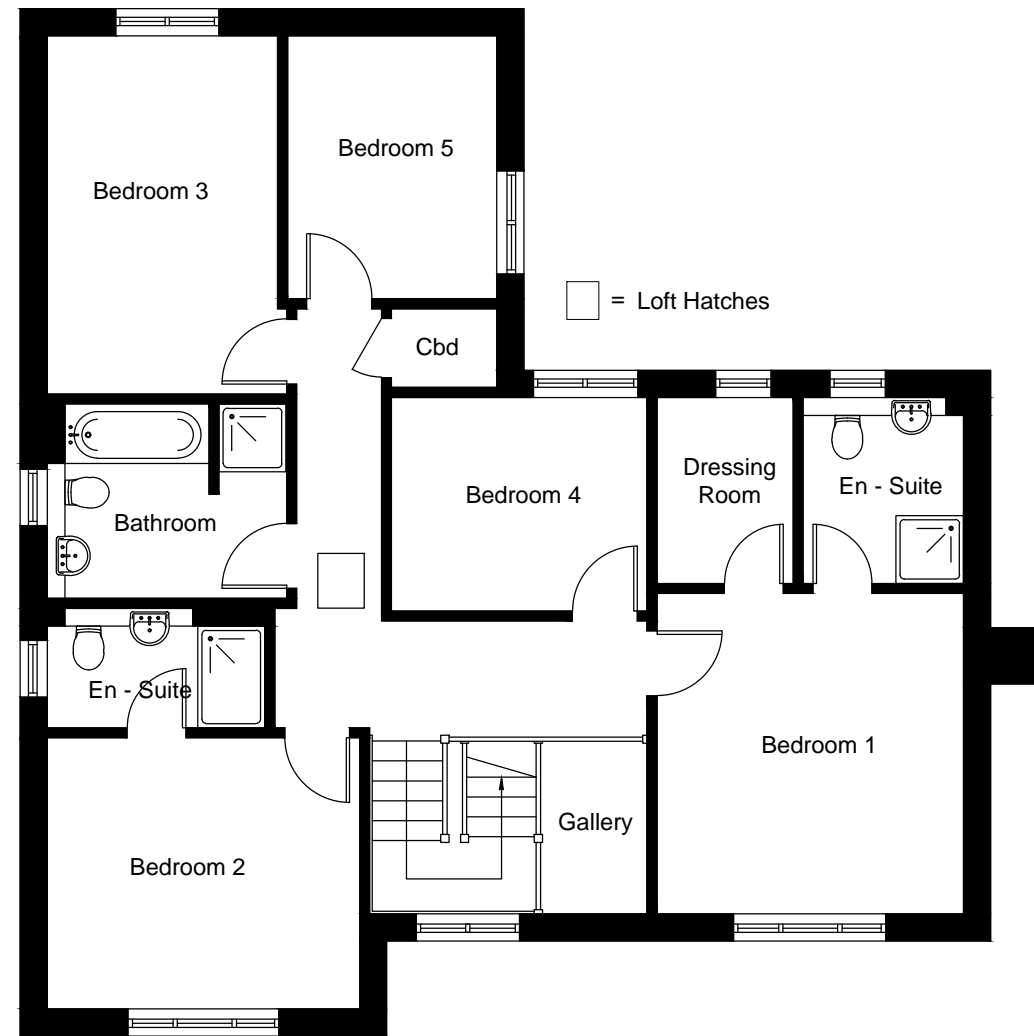 Bedroom 5
Bedroom 3
= Loft Hatches
Cbd
Dressing
Room
En - Suite
Bedroom 4
Bathroom
En - Suite
Bedroom 1
Gallery
Bedroom 2